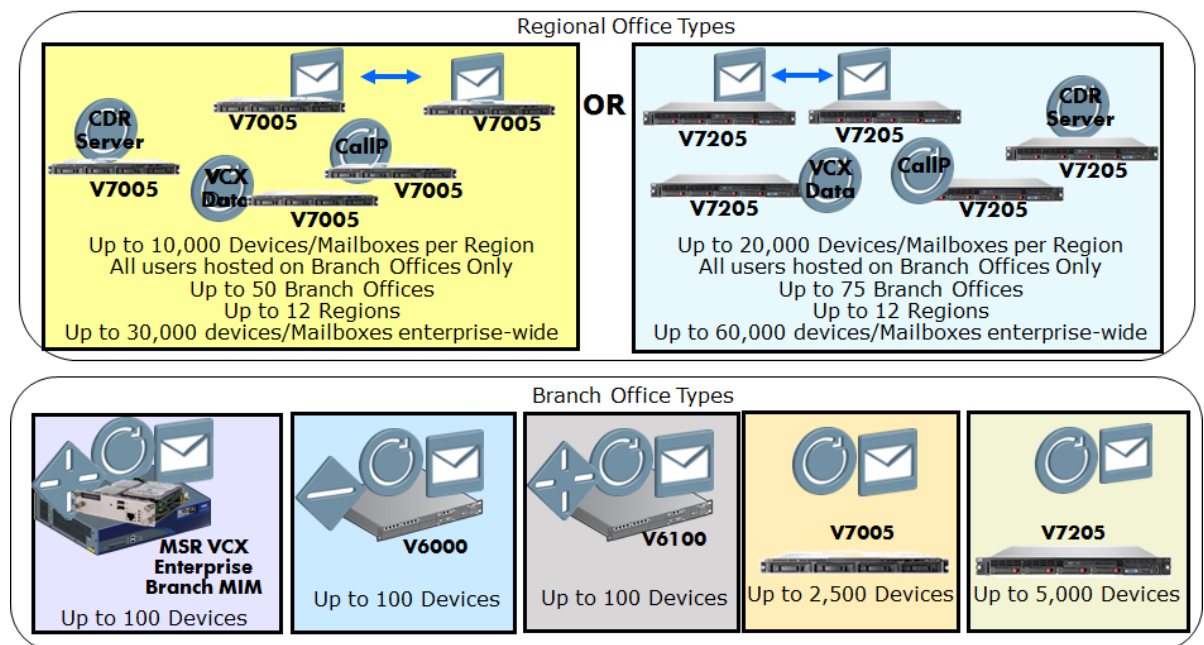 Regional Office Types
V7005
V7005
CDR
Server
V7005
CallP
V7005
VCX
Data
V7005
Up to 10,000 Devices/Mailboxes per Region
All users hosted on Branch Offices Only
Up to 50 Branch Offices
Up to 12 Regions
Up to 30,000 devices/Mailboxes enterprise-wide
OR
V7205
V7205
CDR
Server
V7205
VCX
Data
V7205
CallP
V7205
Up to 20,000 Devices/Mailboxes per Region
All users hosted on Branch Offices Only
Up to 75 Branch Offices
Up to 12 Regions
Up to 60,000 devices/Mailboxes enterprise-wide
Branch Office Types
MSR VCX
Enterprise
Branch MIM
Up to 100 Devices
V6000
Up to 100 Devices
V6100
Up to 100 Devices
V7005
Up to 2,500 Devices
V7205
Up to 5,000 Devices